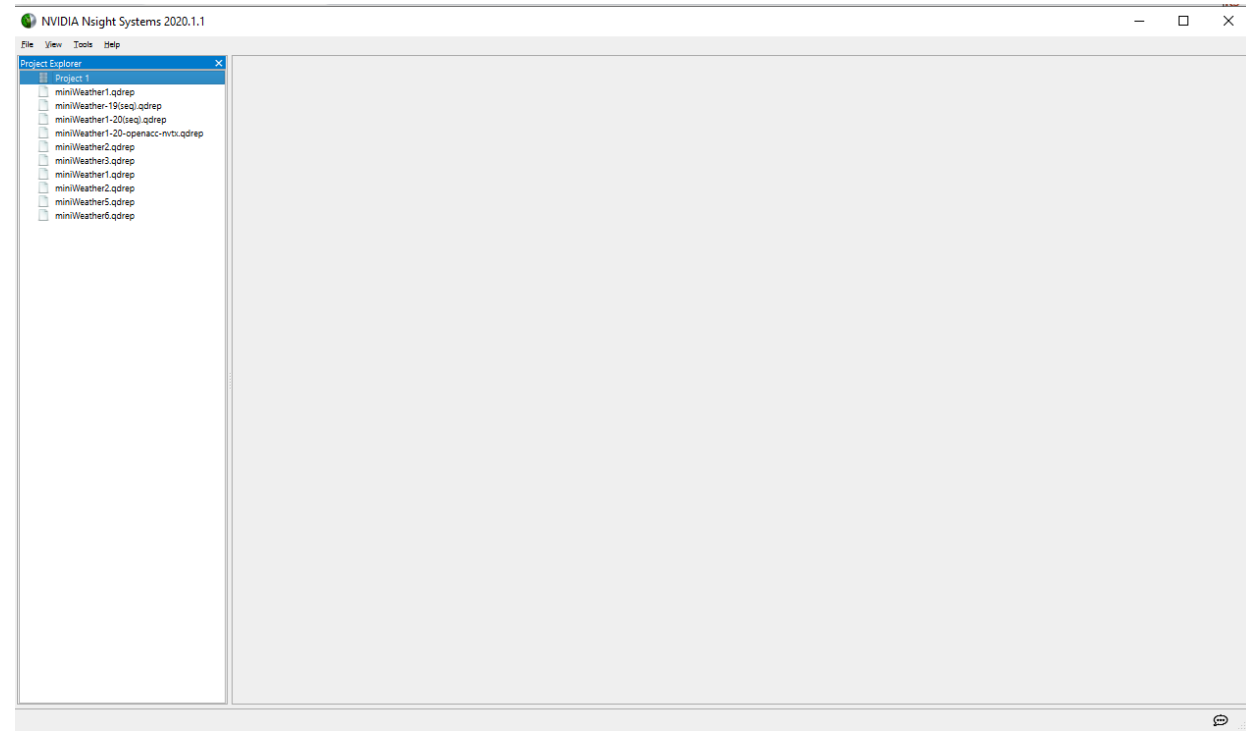 NVIDIA Nsight Systems 2020.1.1
File View Tools Help
Project Explorer
Project 1
miniWeather1.qdrep
miniWeather-19(seq).qdrep
miniWeather1-20(seq).qdrep
miniWeather1-20-openacc-nvtx.qdrep
miniWeather2.qdrep
miniWeather3.qdrep
miniWeather1.qdrep
miniWeather2.qdrep
miniWeather5.qdrep
miniWeather6.qdrep